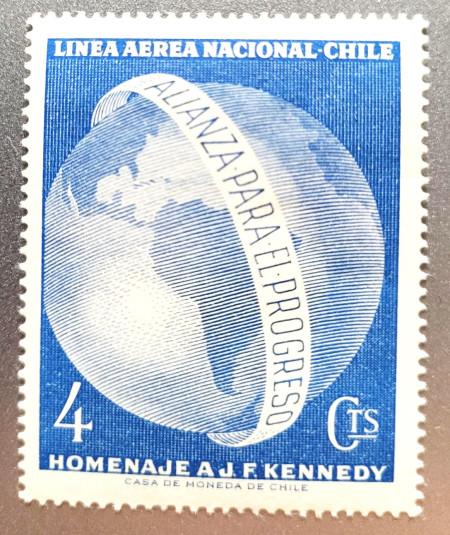 LINEA AEREA NACIONAL-CHILE
ALIANZA·PARA·EL·PROGRESO
4 CTS
HOMENAJE A J.F.KENNEDY
CASA DE MONEDA DE CHILE